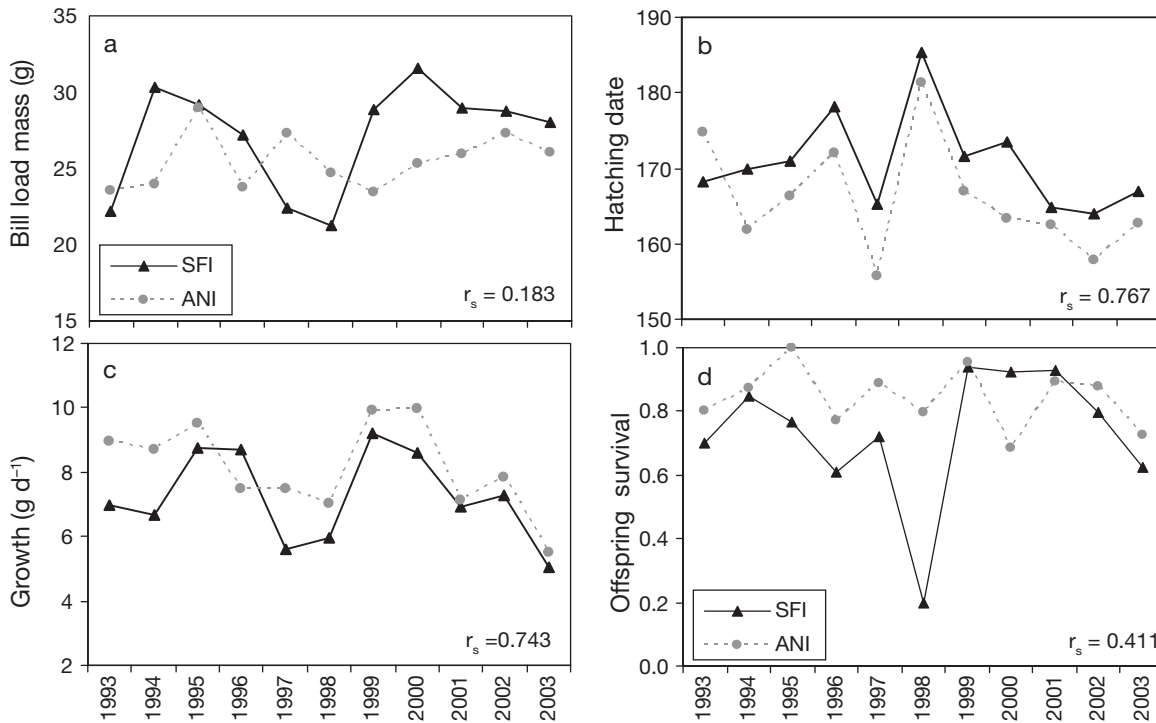 35
30
25
20
15
Bill load mass (g)
a
SFI
ANI
r_s = 0.183
190
180
170
160
150
Hatching date
b
r_s = 0.767
12
10
8
6
4
2
Growth (g d⁻¹)
c
r_s =0.743
1993
1994
1995
1996
1997
1998
1999
2000
2001
2002
2003
1.0
0.8
0.6
0.4
0.2
0.0
Offspring survival
d
SFI
ANI
r_s = 0.411
1993
1994
1995
1996
1997
1998
1999
2000
2001
2002
2003